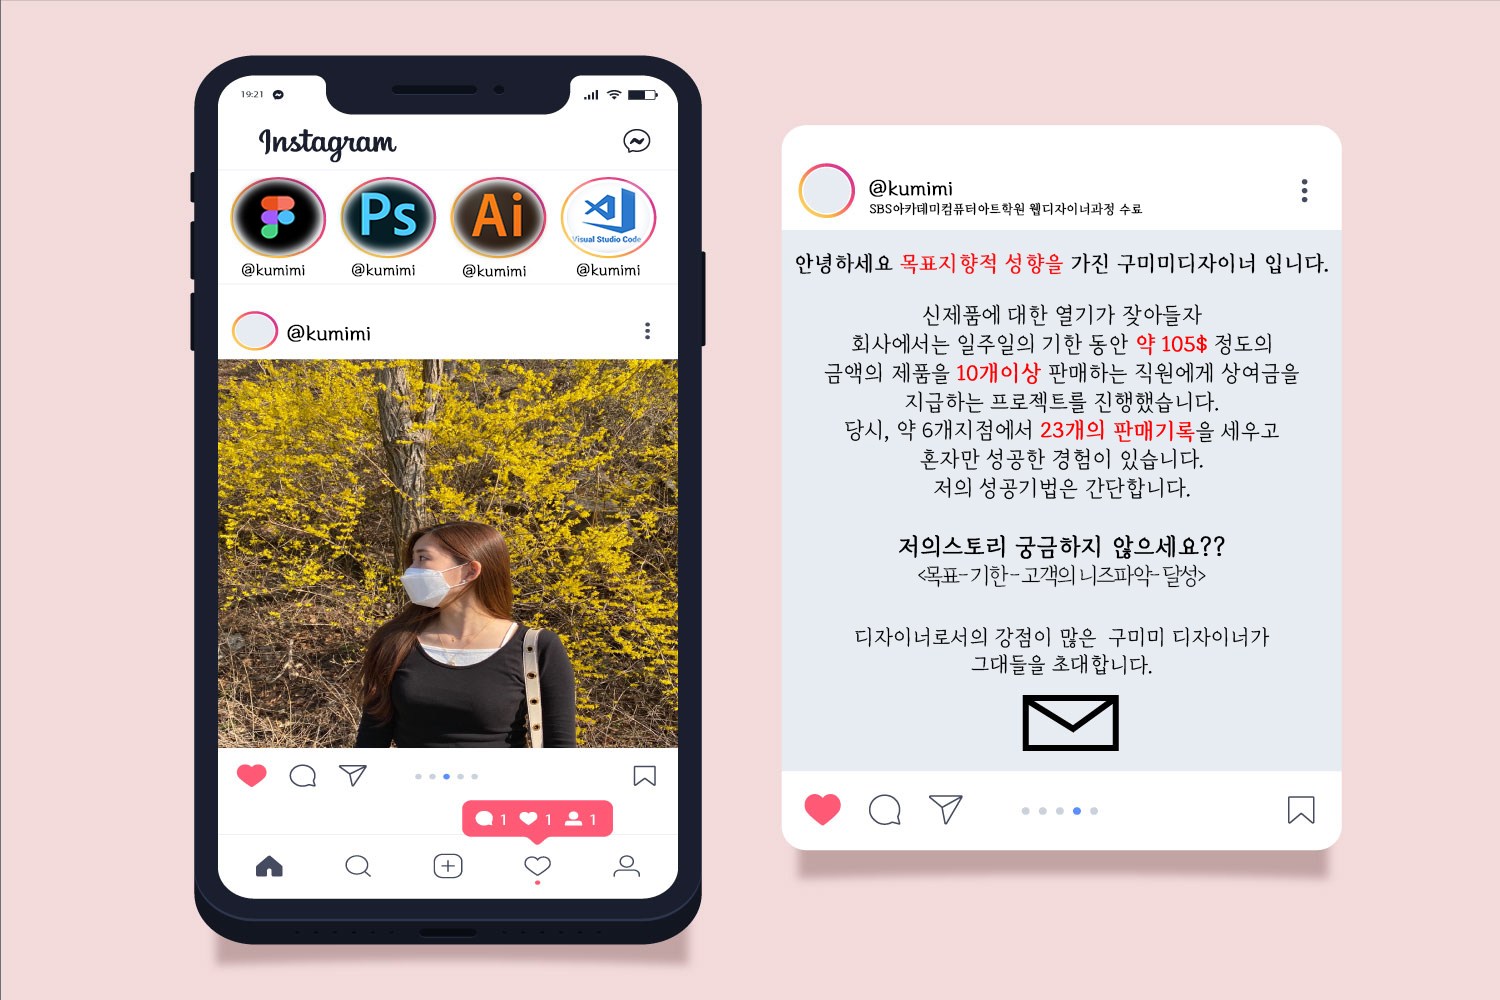 19:21
Instagram
Ps
Ai
Visual Studio Code
@kumimi
@kumimi
@kumimi
@kumimi
@kumimi
1 1 1
@kumimi
SBS아카데미컴퓨터아트학원 웹디자이너과정 수료
안녕하세요 목표지향적 성향을 가진 구미미디자이너 입니다.
신제품에 대한 열기가 잦아들자
회사에서는 일주일의 기한 동안 약 105$ 정도의
금액의 제품을 10개이상 판매하는 직원에게 상여금을
지급하는 프로젝트를 진행했습니다.
당시, 약 6개지점에서 23개의 판매기록을 세우고
혼자만 성공한 경험이 있습니다.
저의 성공기법은 간단합니다.
저의스토리 궁금하지 않으세요??
<목표-기한-고객의 니즈파악-달성>
디자이너로서의 강점이 많은 구미미 디자이너가
그대들을 초대합니다.